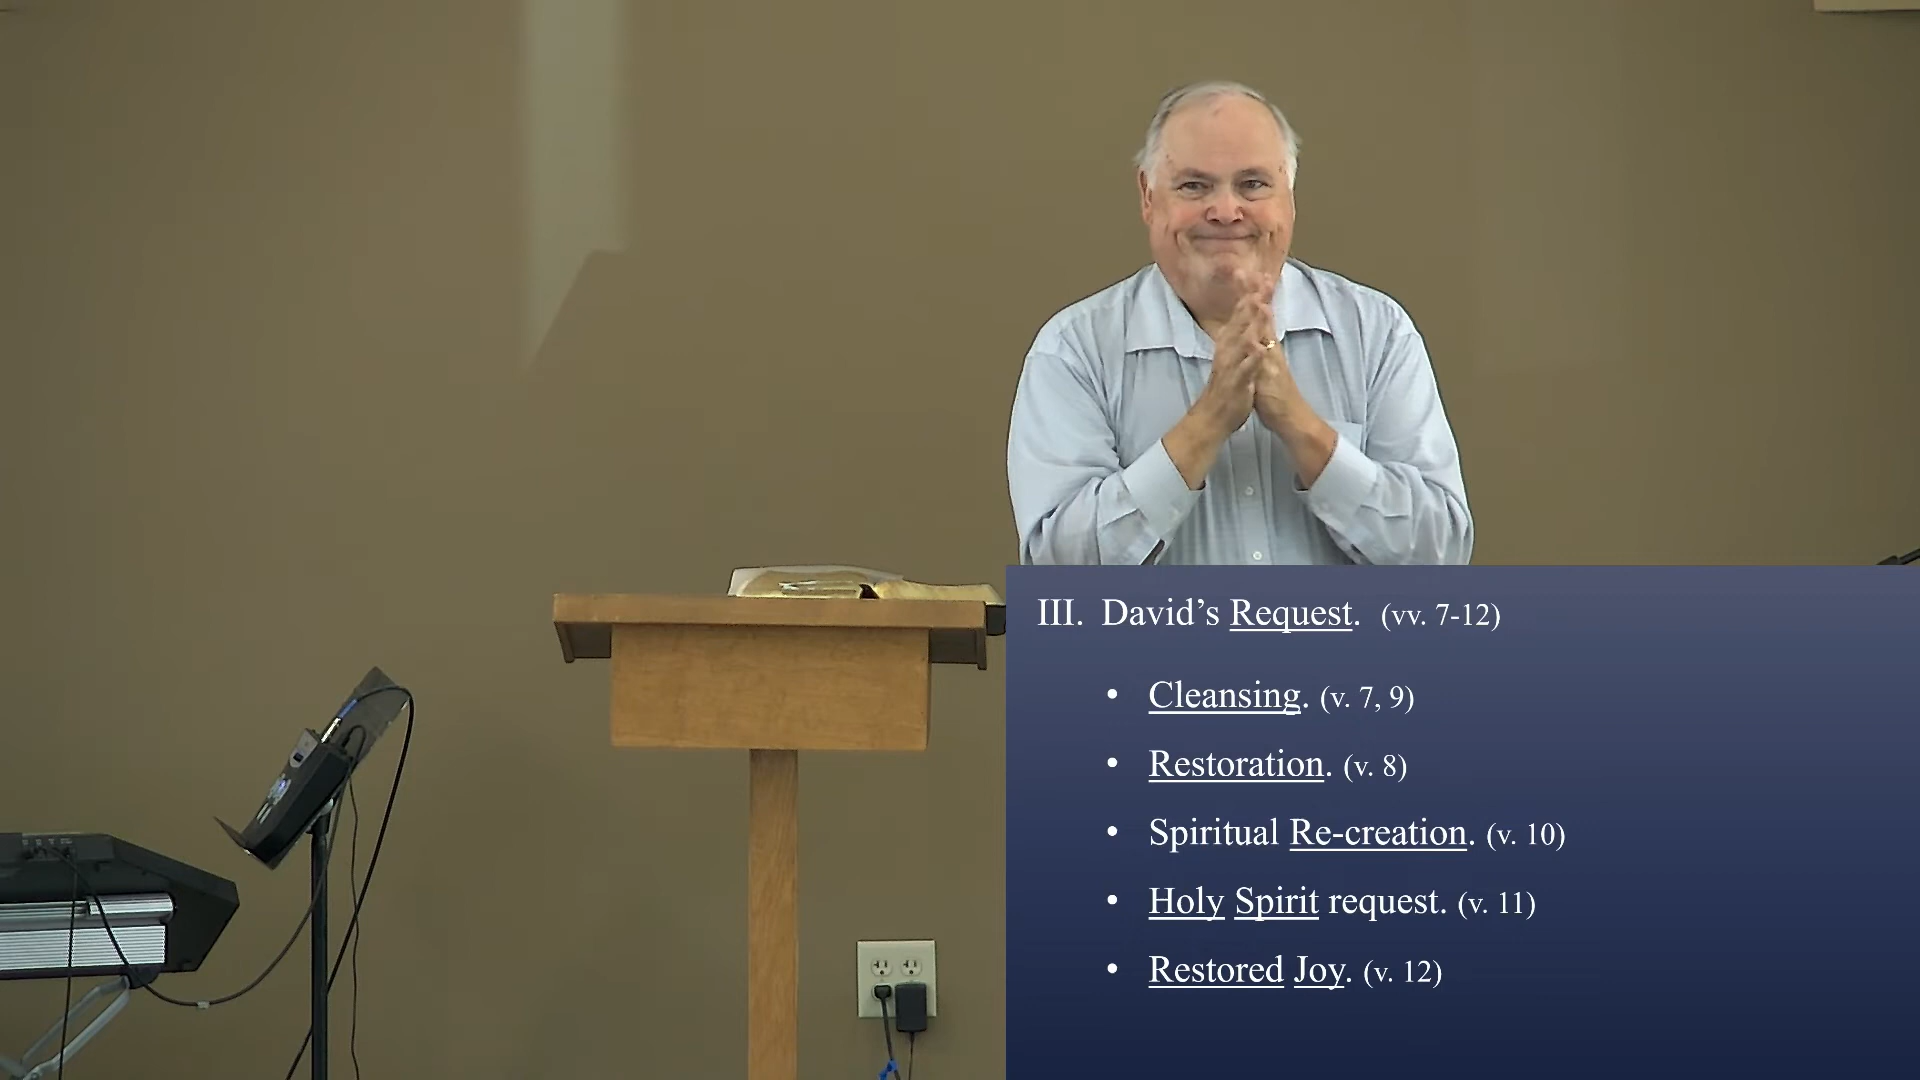 III. David’s Request. (vv. 7-12)
• Cleansing. (v. 7, 9)
• Restoration. (v. 8)
• Spiritual Re-creation. (v. 10)
• Holy Spirit request. (v. 11)
• Restored Joy. (v. 12)